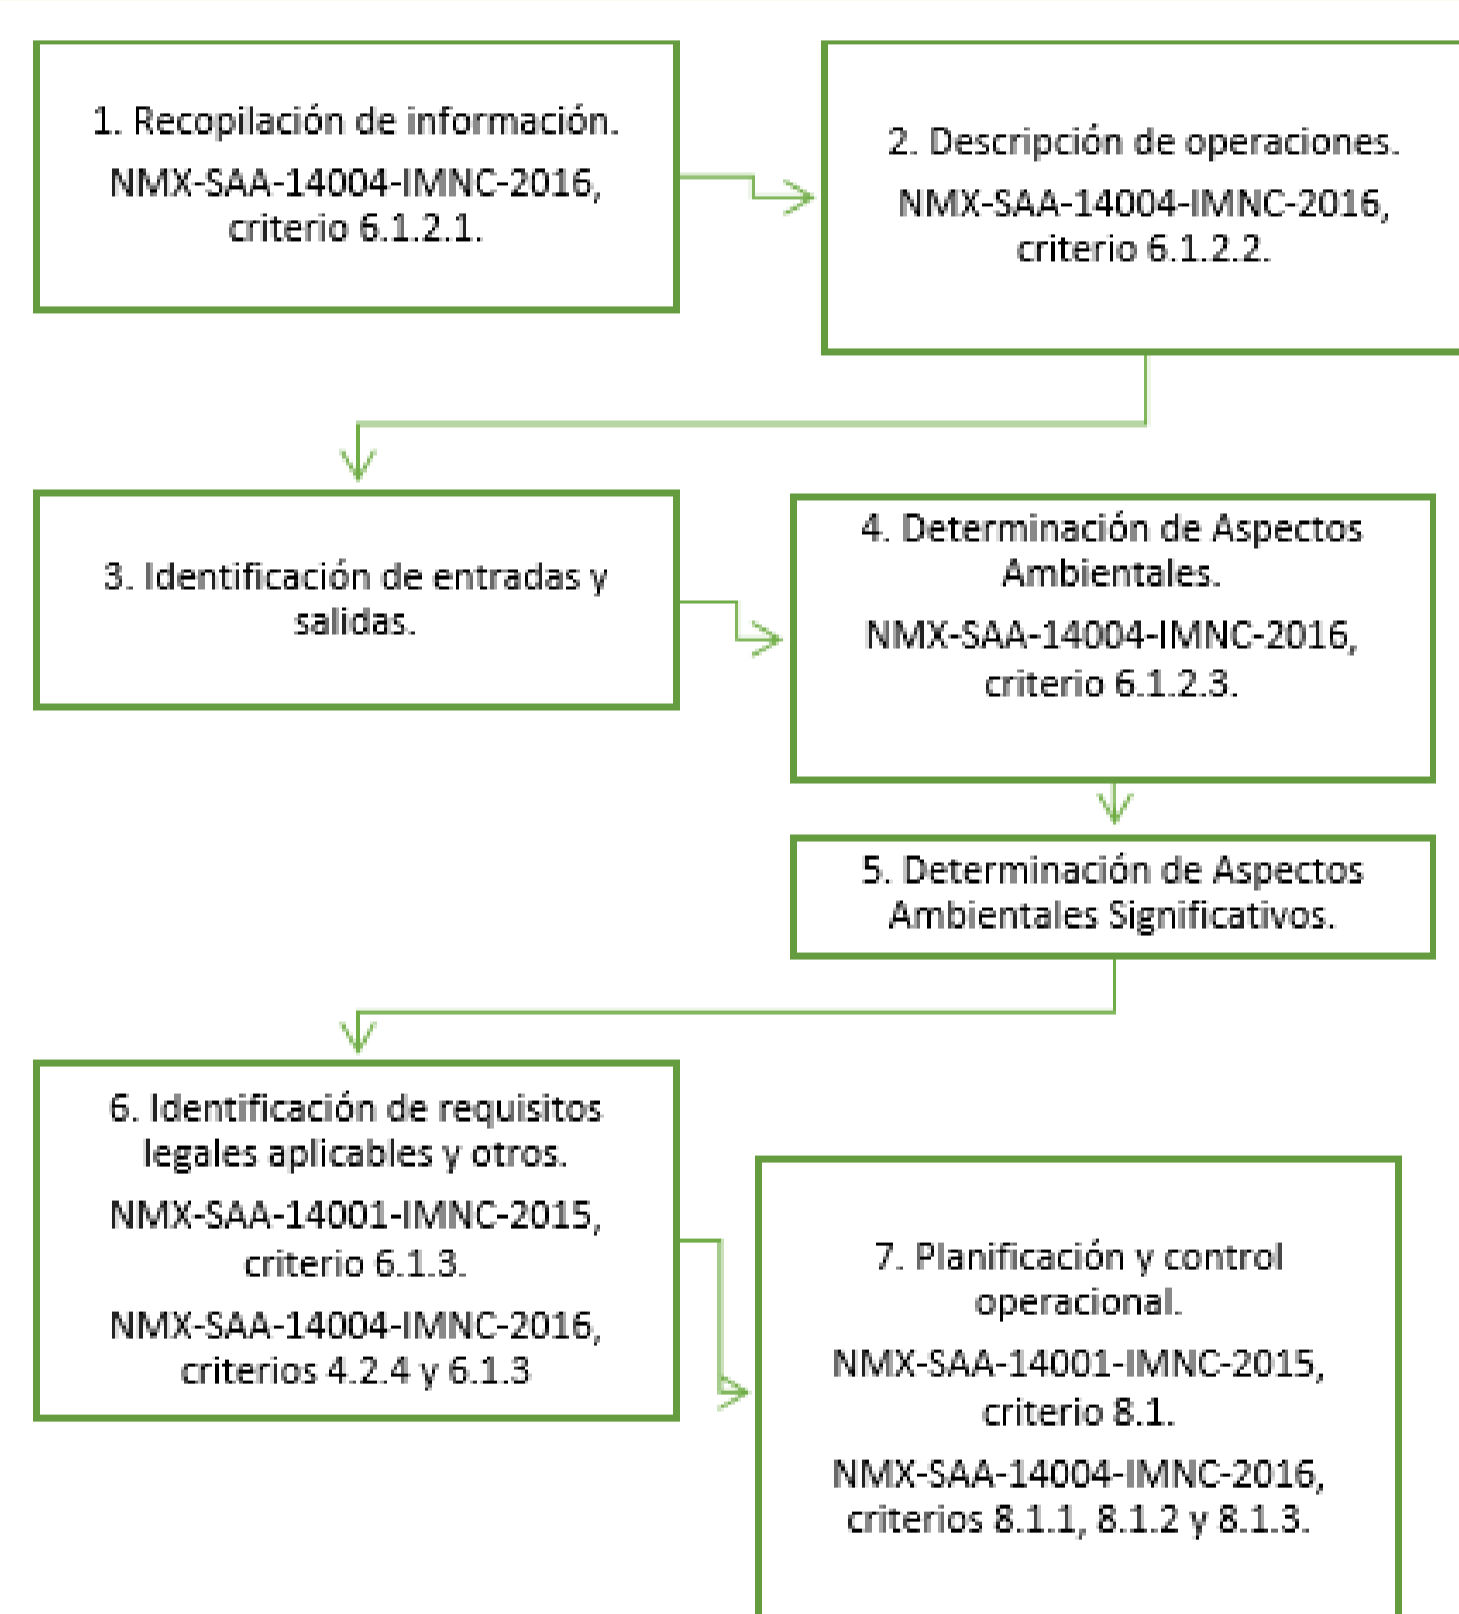 1. Recopilación de información.
NMX-SAA-14004-IMNC-2016,
criterio 6.1.2.1.
2. Descripción de operaciones.
NMX-SAA-14004-IMNC-2016,
criterio 6.1.2.2.
3. Identificación de entradas y
salidas.
4. Determinación de Aspectos
Ambientales.
NMX-SAA-14004-IMNC-2016,
criterio 6.1.2.3.
5. Determinación de Aspectos
Ambientales Significativos.
6. Identificación de requisitos
legales aplicables y otros.
NMX-SAA-14001-IMNC-2015,
criterio 6.1.3.
NMX-SAA-14004-IMNC-2016,
criterios 4.2.4 y 6.1.3
7. Planificación y control
operacional.
NMX-SAA-14001-IMNC-2015,
criterio 8.1.
NMX-SAA-14004-IMNC-2016,
criterios 8.1.1, 8.1.2 y 8.1.3.